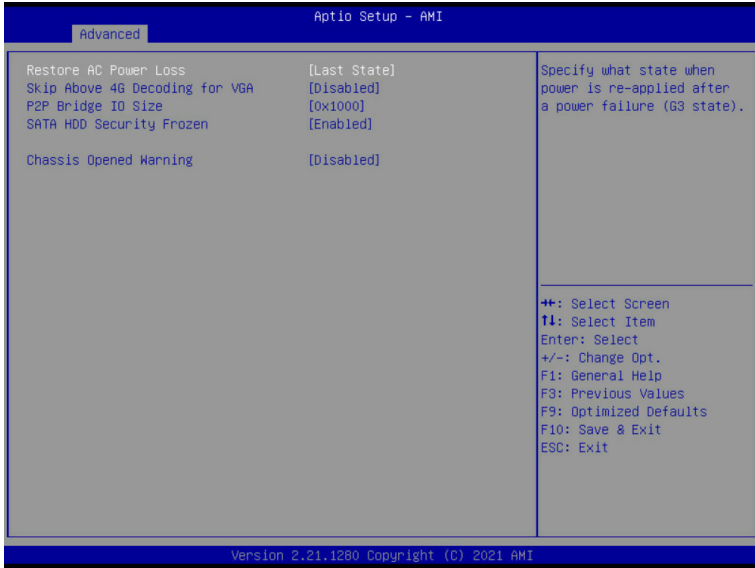 Aptio Setup - AMI
Advanced
Restore AC Power Loss [Last State]
Skip Above 4G Decoding for VGA [Disabled]
P2P Bridge IO Size [0x1000]
SATA HDD Security Frozen [Enabled]
Chassis Opened Warning [Disabled]
Specify what state when
power is re-applied after
a power failure (G3 state).
→←: Select Screen
↑↓: Select Item
Enter: Select
+/-: Change Opt.
F1: General Help
F3: Previous Values
F9: Optimized Defaults
F10: Save & Exit
ESC: Exit
Version 2.21.1280 Copyright (C) 2021 AMI